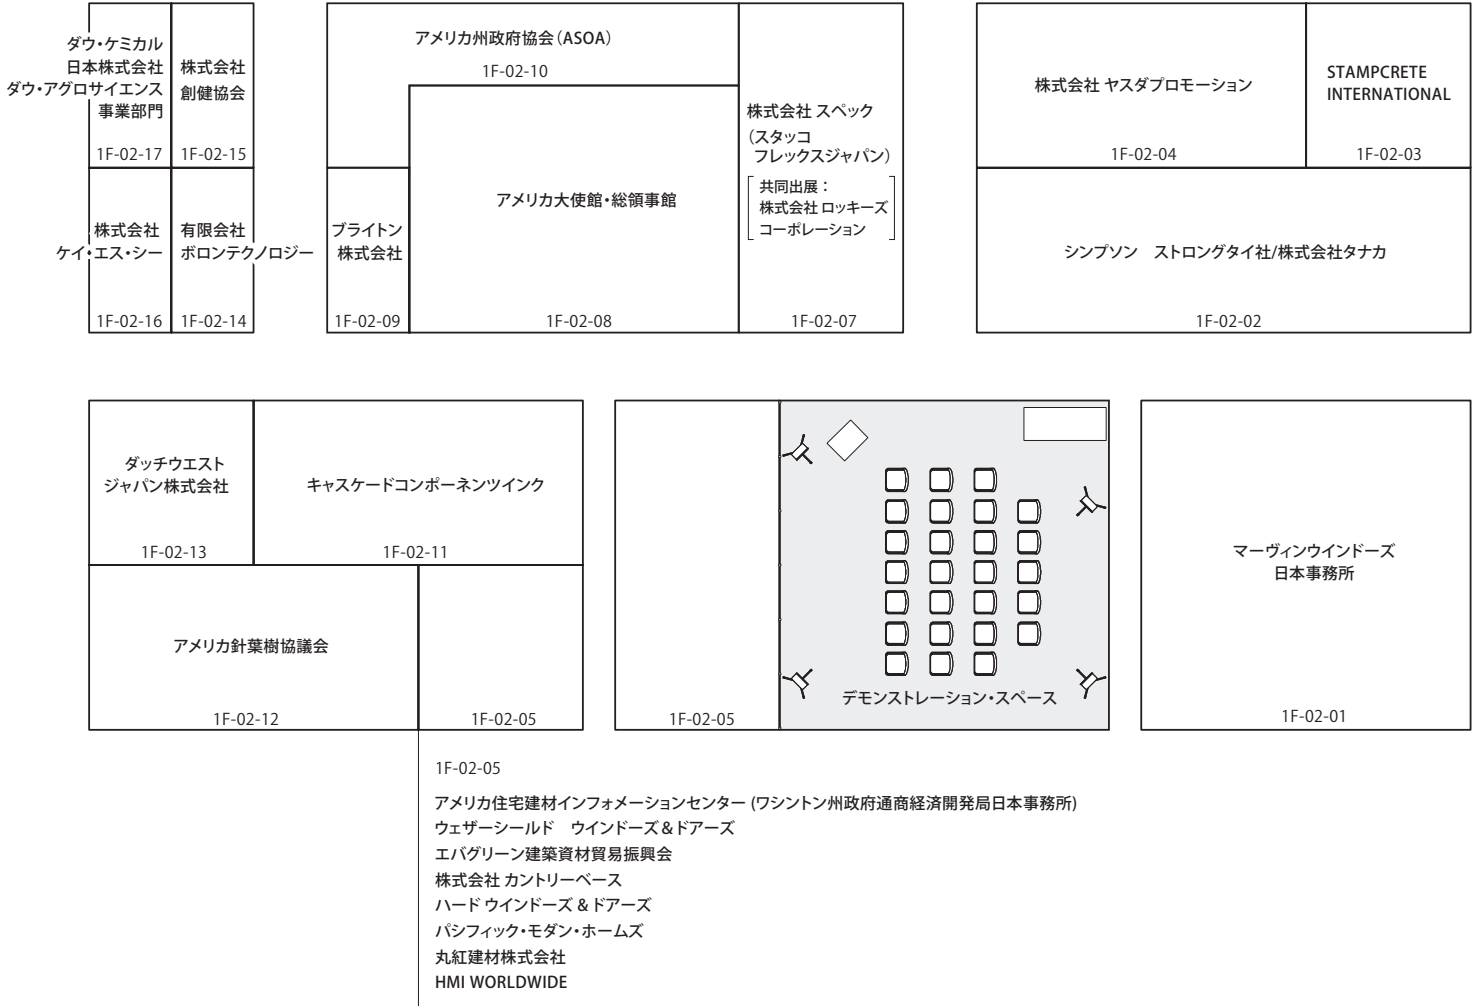 ダウ・ケミカル
日本株式会社
ダウ・アグロサイエンス
事業部門
1F-02-17
株式会社
創健協会
1F-02-15
株式会社
ケイ・エス・シー
1F-02-16
有限会社
ボロンテクノロジー
1F-02-14
アメリカ州政府協会(ASOA)
1F-02-10
ブライトン
株式会社
1F-02-09
アメリカ大使館・総領事館
1F-02-08
株式会社 スペック
(スタッコ
フレックスジャパン)
共同出展:
株式会社 ロッキーズ
コーポレーション
1F-02-07
株式会社 ヤスダプロモーション
1F-02-04
STAMPCRETE
INTERNATIONAL
1F-02-03
シンプソン　ストロングタイ社/株式会社タナカ
1F-02-02
ダッチウエスト
ジャパン株式会社
1F-02-13
キャスケードコンポーネンツインク
1F-02-11
アメリカ針葉樹協議会
1F-02-12
1F-02-05
1F-02-05
デモンストレーション・スペース
マーヴィンウインドーズ
日本事務所
1F-02-01
1F-02-05
アメリカ住宅建材インフォメーションセンター (ワシントン州政府通商経済開発局日本事務所)
ウェザーシールド　ウインドーズ&ドアーズ
エバグリーン建築資材貿易振興会
株式会社 カントリーベース
ハード ウインドーズ & ドアーズ
パシフィック・モダン・ホームズ
丸紅建材株式会社
HMI WORLDWIDE